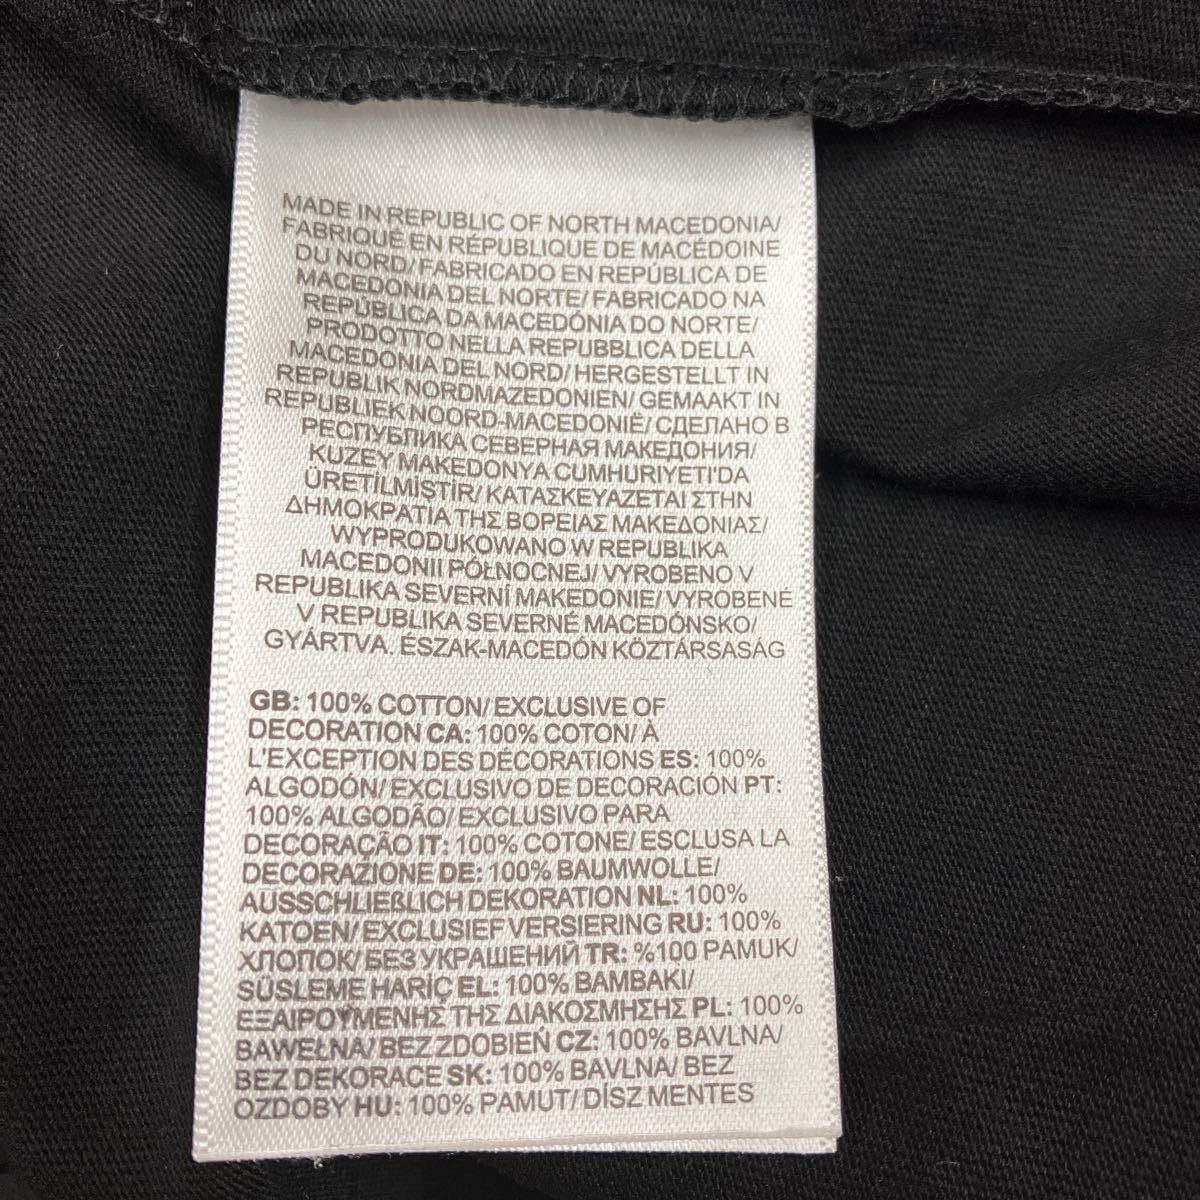 MADE IN REPUBLIC OF NORTH MACEDONIA/
FABRIQUÉ EN RÉPUBLIQUE DE MACÉDOINE
DU NORD/ FABRICADO EN REPÚBLICA DE
MACEDONIA DEL NORTE/ FABRICADO NA
REPÚBLICA DA MACEDÓNIA DO NORTE/
PRODOTTO NELLA REPUBBLICA DELLA
MACEDONIA DEL NORD/ HERGESTELLT IN
REPUBLIK NORDMAZEDONIEN/ GEMAAKT IN
REPUBLIEK NOORD-MACEDONIË/ СДЕЛАНО В
РЕСПУБЛИКА СЕВЕРНАЯ МАКЕДОНИЯ/
KUZEY MAKEDONYA CUMHURIYETI'DA
ÜRETİLMİSTİR/ ΚΑΤΑΣΚΕΥΑΖΕΤΑΙ ΣΤΗΝ
ΔΗΜΟΚΡΑΤΙΑ ΤΗΣ ΒΟΡΕΙΑΣ ΜΑΚΕΔΟΝΙΑΣ/
WYPRODUKOWANO W REPUBLIKA
MACEDONII PÓŁNOCNEJ/ VYROBENO V
REPUBLIKA SEVERNÍ MAKEDONIE/ VYROBENÉ
V REPUBLIKA SEVERNÉ MACEDÓNSKO/
GYÁRTVA. ÉSZAK-MACEDÓN KÖZTÁRSASÁG
GB: 100% COTTON/ EXCLUSIVE OF
DECORATION CA: 100% COTON/ À
L'EXCEPTION DES DÉCORATIONS ES: 100%
ALGODÓN/ EXCLUSIVO DE DECORACIÓN PT:
100% ALGODÃO/ EXCLUSIVO PARA
DECORAÇÃO IT: 100% COTONE/ ESCLUSA LA
DECORAZIONE DE: 100% BAUMWOLLE/
AUSSCHLIEßLICH DEKORATION NL: 100%
KATOEN/ EXCLUSIEF VERSIERING RU: 100%
ХЛОПОК/ БЕЗ УКРАШЕНИЙ TR: %100 PAMUK/
SÜSLEME HARİÇ EL: 100% ΒΑΜΒΑΚΙ/
ΕΞΑΙΡΟΥΜΕΝΗΣ ΤΗΣ ΔΙΑΚΟΣΜΗΣΗΣ PL: 100%
BAWEŁNA/ BEZ ZDOBIEŃ CZ: 100% BAVLNA/
BEZ DEKORACE SK: 100% BAVLNA/ BEZ
OZDOBY HU: 100% PAMUT/ DÍSZ MENTES